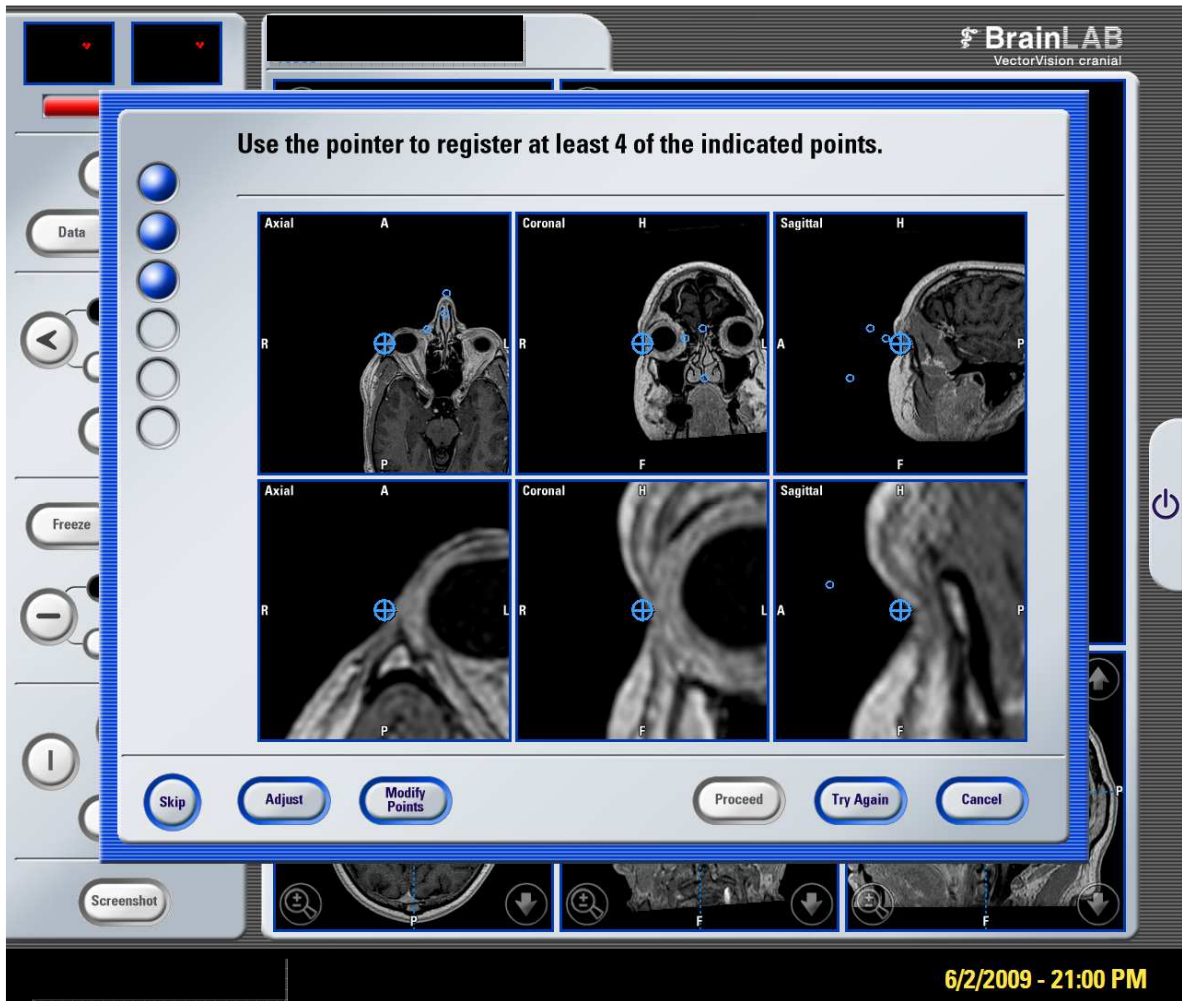 BrainLAB
VectorVision cranial
Use the pointer to register at least 4 of the indicated points.
Data
Freeze
Screenshot
Axial A
R L
P
Coronal H
R L
F
Sagittal H
A P
F
Axial A
R L
P
Coronal H
R L
F
Sagittal H
A P
F
Skip
Adjust
Modify
Points
Proceed
Try Again
Cancel
P
P
F
F
6/2/2009 - 21:00 PM